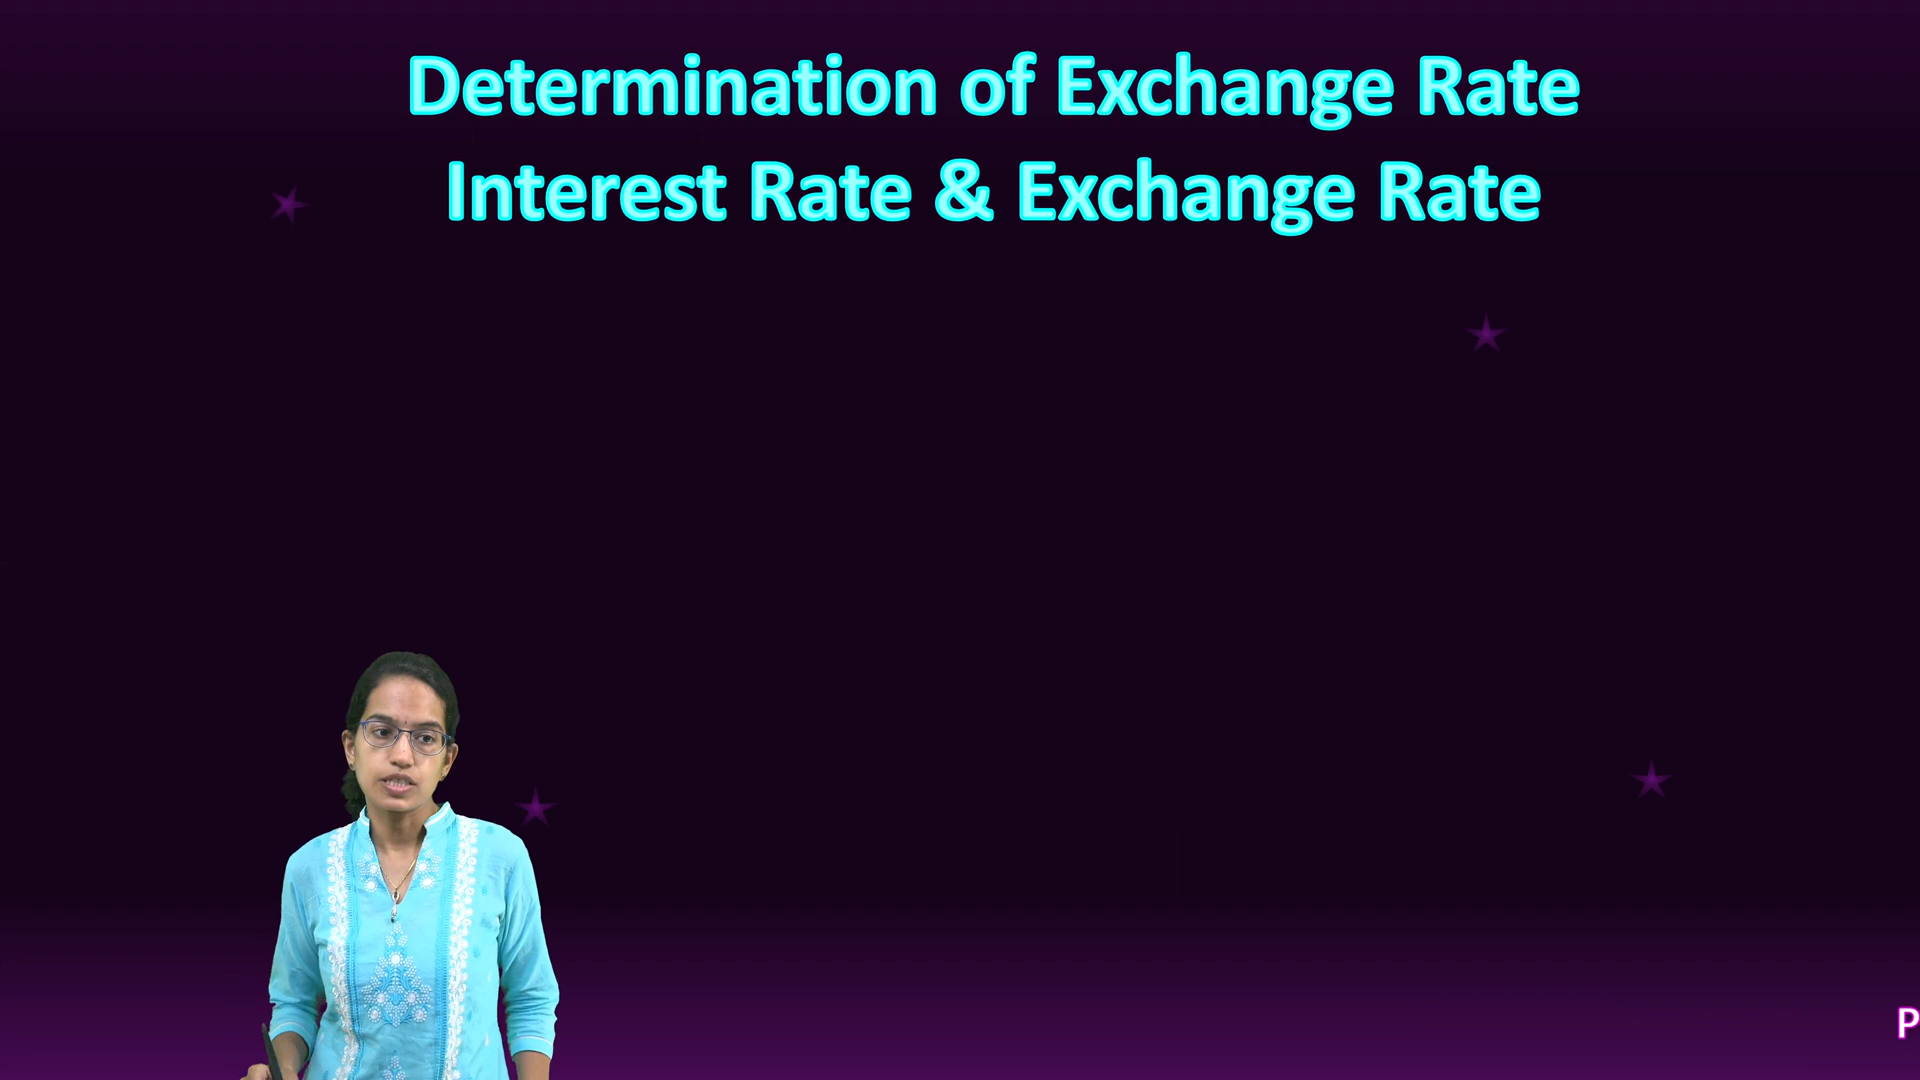 Determination of Exchange Rate
Interest Rate & Exchange Rate
P